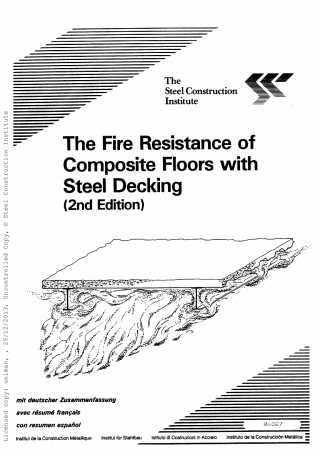 The
Steel Construction
Institute
The Fire Resistance of
Composite Floors with
Steel Decking
(2nd Edition)
mit deutscher Zusammenfassung
avec résumé français
con resumen español
Institut de la Construction Métallique Institut für Stahlbau Istituto di Costruzioni in Acciaio Instituto de la Construcción Metálica
Licensed copy: uniman, , 25/12/2013, Uncontrolled Copy, © Steel Construction Institute